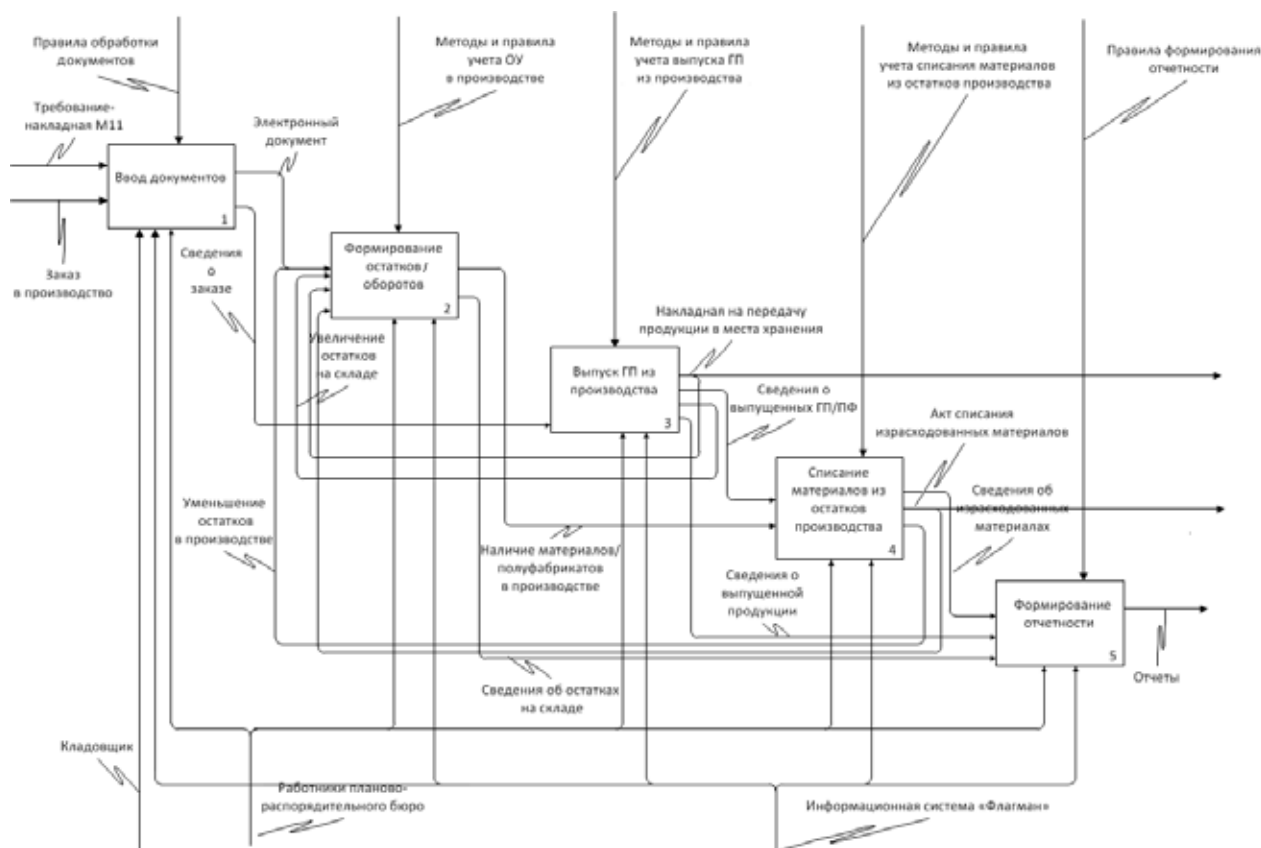 Правила обработки
документов
Методы и правила
учета ОУ
в производстве
Методы и правила
учета выпуска ГП
из производства
Методы и правила
учета списания материалов
из остатков производства
Правила формирования
отчетности
Требование-
накладная М11
Электронный
документ
Ввод документов
1
Заказ
в производство
Сведения
о
заказе
Формирование
остатков/
оборотов
2
Увеличение
остатков
на складе
Накладная на передачу
продукции в места хранения
Выпуск ГП из
производства
3
Сведения о
выпущенных ГП/ПФ
Акт списания
израсходованных материалов
Списание
материалов из
остатков
производства
4
Сведения об
израсходованных
материалах
Уменьшение
остатков
в производстве
Наличие материалов/
полуфабрикатов
в производстве
Сведения о
выпущенной
продукции
Формирование
отчетности
5
Отчеты
Сведения об остатках
на складе
Кладовщик
Работники планово-
распорядительного бюро
Информационная система «Флагман»